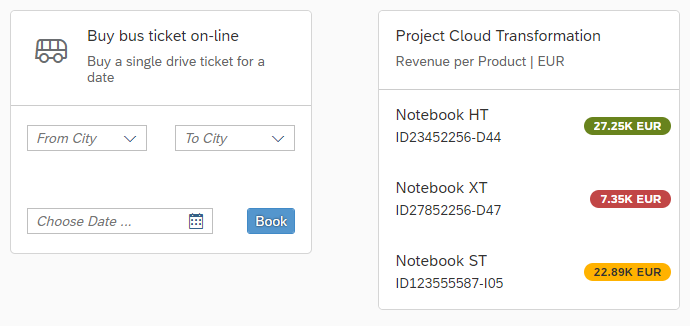 Buy bus ticket on-line
Buy a single drive ticket for a
date
From City
To City
Choose Date ...
Book
Project Cloud Transformation
Revenue per Product | EUR
Notebook HT
ID23452256-D44
27.25K EUR
Notebook XT
ID27852256-D47
7.35K EUR
Notebook ST
ID123555587-I05
22.89K EUR